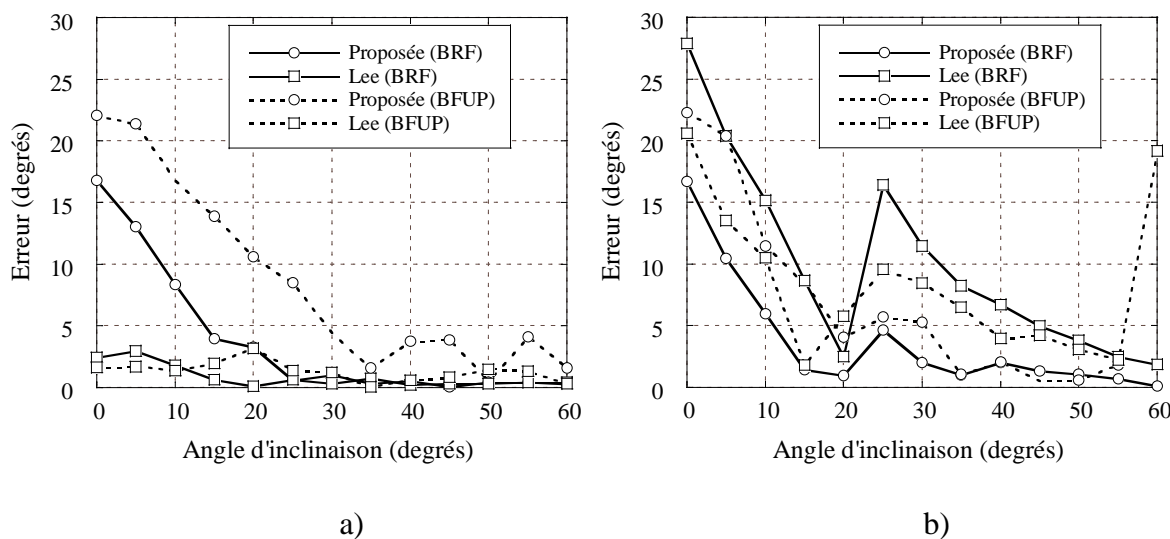 30
25
20
15
10
5
0
Erreur (degrés)
Proposée (BRF)
Lee (BRF)
Proposée (BFUP)
Lee (BFUP)
0 10 20 30 40 50 60
Angle d'inclinaison (degrés)
a)
30
25
20
15
10
5
0
Erreur (degrés)
Proposée (BRF)
Lee (BRF)
Proposée (BFUP)
Lee (BFUP)
0 10 20 30 40 50 60
Angle d'inclinaison (degrés)
b)